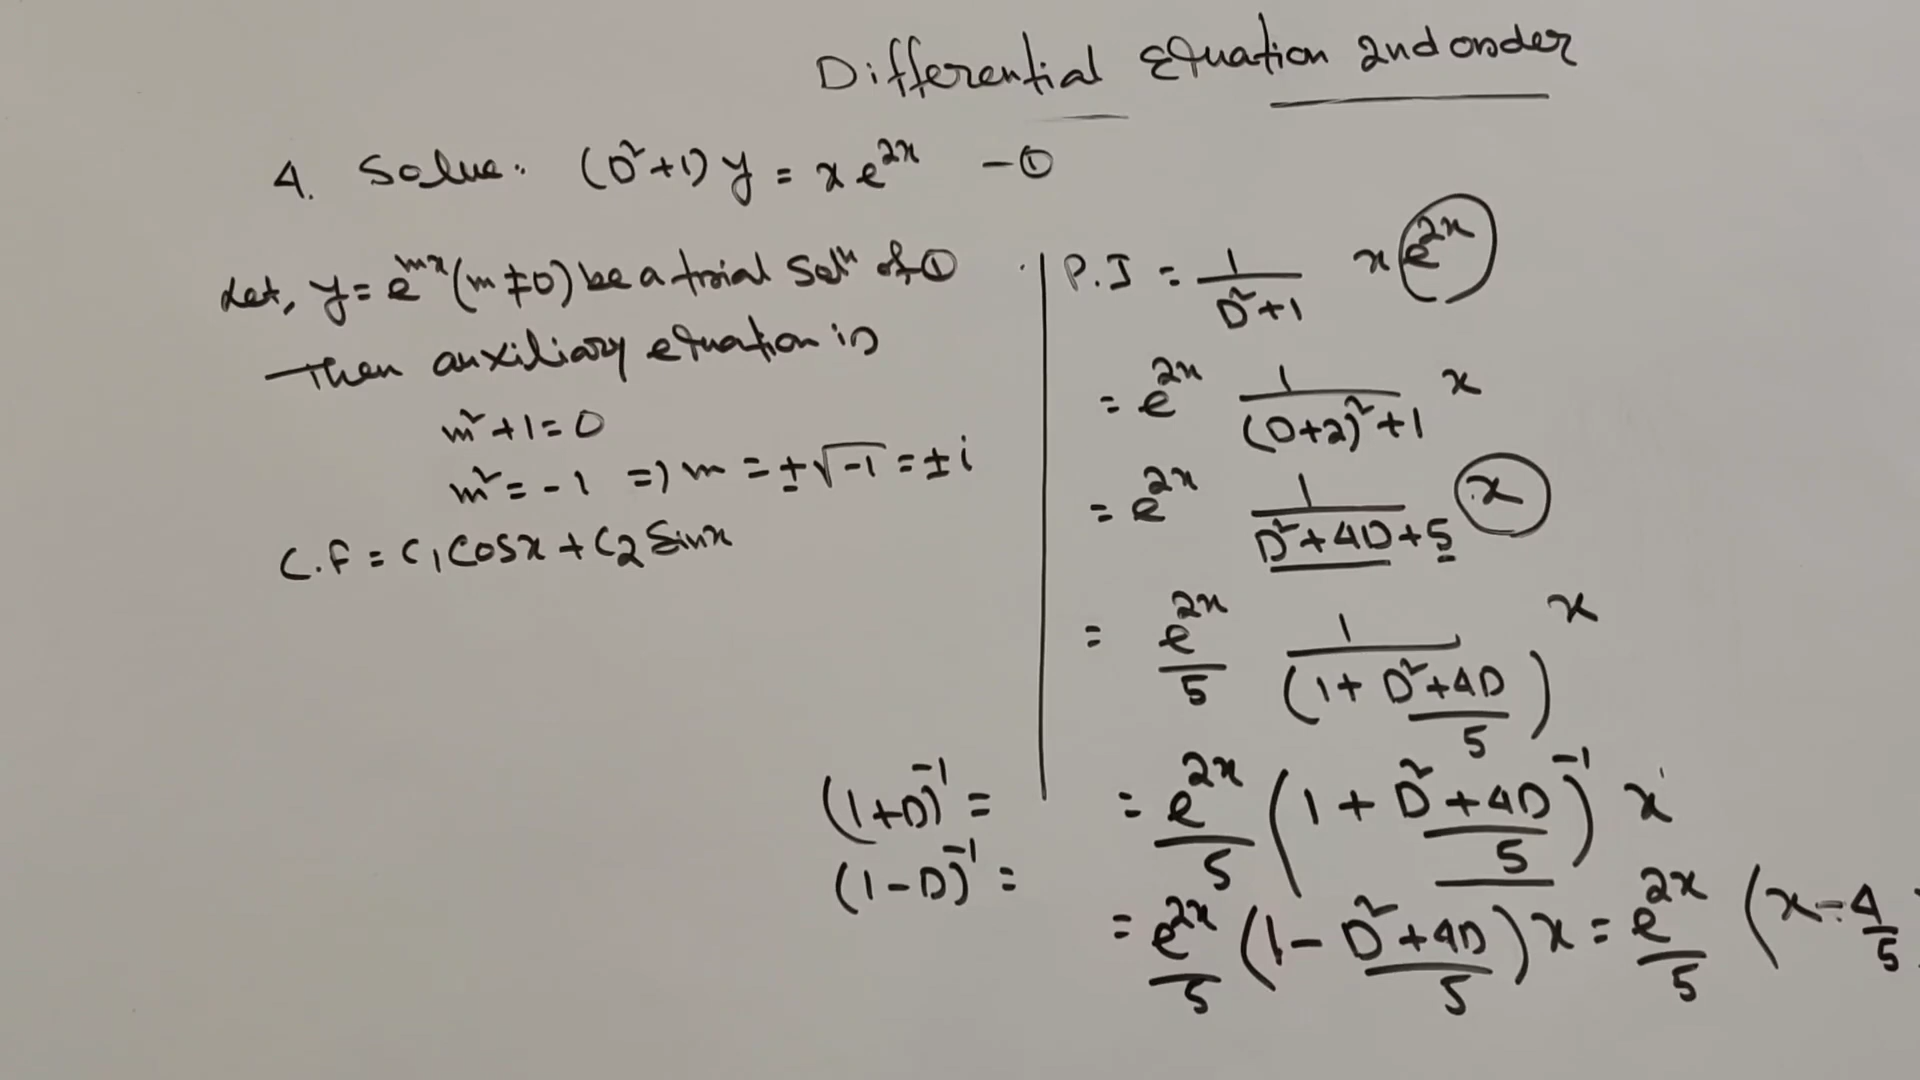 Differential Equation 2nd order
4. Solve: (D²+1) y = x e^{2x} - ①
Let, y = e^{mx} (m ≠ 0) be a trial Solⁿ of ①
Then auxiliary equation is
m²+1=0
m² = -1 => m = ±√-1 = ±i
C.F = C₁ Cosx + C₂ Sinx
P.I = 1/(D²+1) x e^{2x}
= e^{2x} 1/((D+2)²+1) x
= e^{2x} 1/(D²+4D+5) x
= e^{2x}/5 1/(1+ (D²+4D)/5) x
= e^{2x}/5 (1+ (D²+4D)/5)^{-1} x
= e^{2x}/5 (1- (D²+4D)/5) x = e^{2x}/5 (x - 4/5)
(1+D)^{-1} =
(1-D)^{-1} =